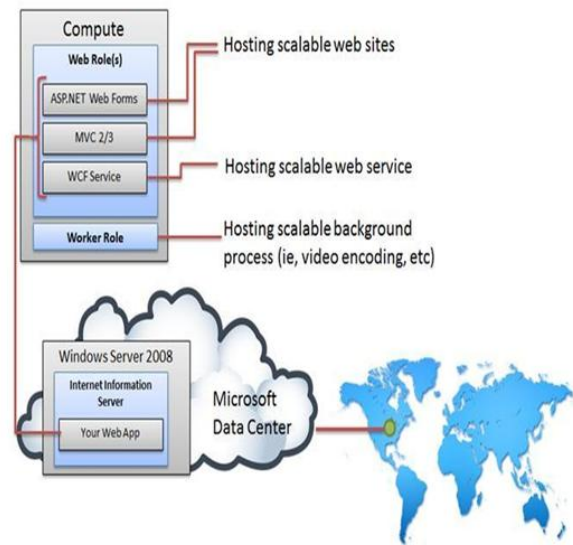 Compute
Web Role(s)
ASP.NET Web Forms
MVC 2/3
WCF Service
Worker Role
Hosting scalable web sites
Hosting scalable web service
Hosting scalable background
process (ie, video encoding, etc)
Windows Server 2008
Internet Information
Server
Your Web App
Microsoft
Data Center